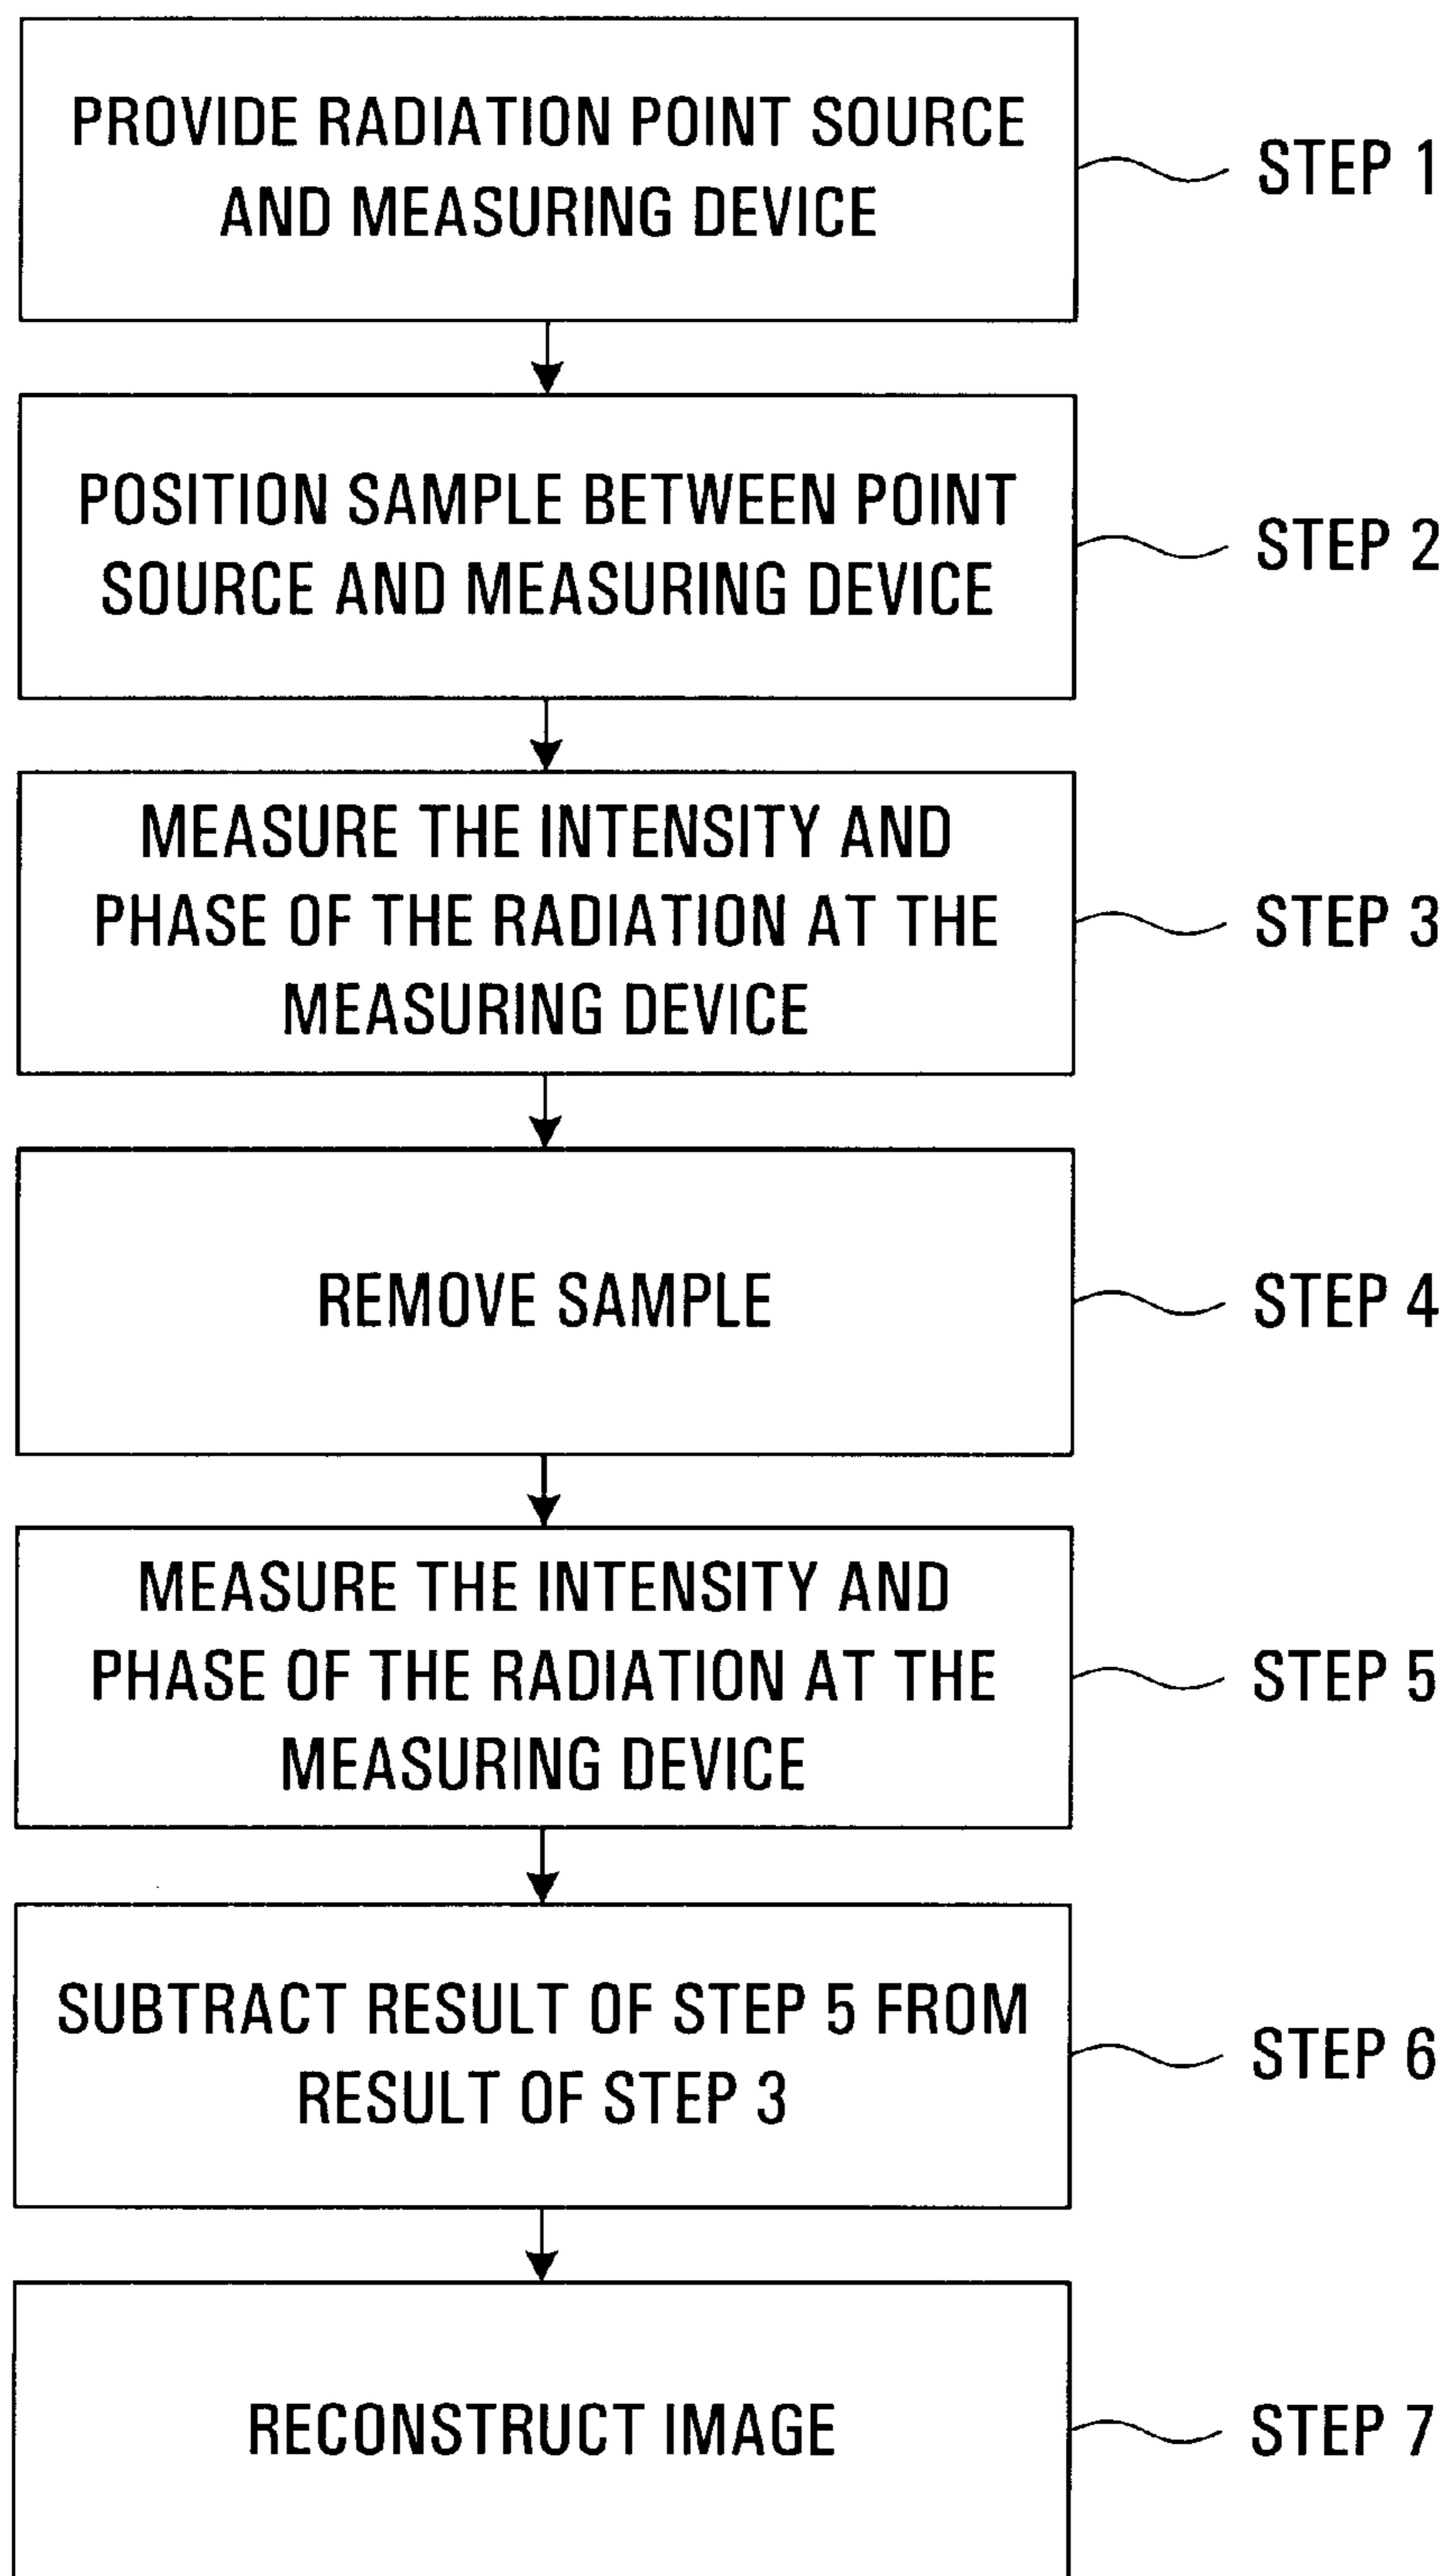 PROVIDE RADIATION POINT SOURCE
AND MEASURING DEVICE
STEP 1
POSITION SAMPLE BETWEEN POINT
SOURCE AND MEASURING DEVICE
STEP 2
MEASURE THE INTENSITY AND
PHASE OF THE RADIATION AT THE
MEASURING DEVICE
STEP 3
REMOVE SAMPLE
STEP 4
MEASURE THE INTENSITY AND
PHASE OF THE RADIATION AT THE
MEASURING DEVICE
STEP 5
SUBTRACT RESULT OF STEP 5 FROM
RESULT OF STEP 3
STEP 6
RECONSTRUCT IMAGE
STEP 7